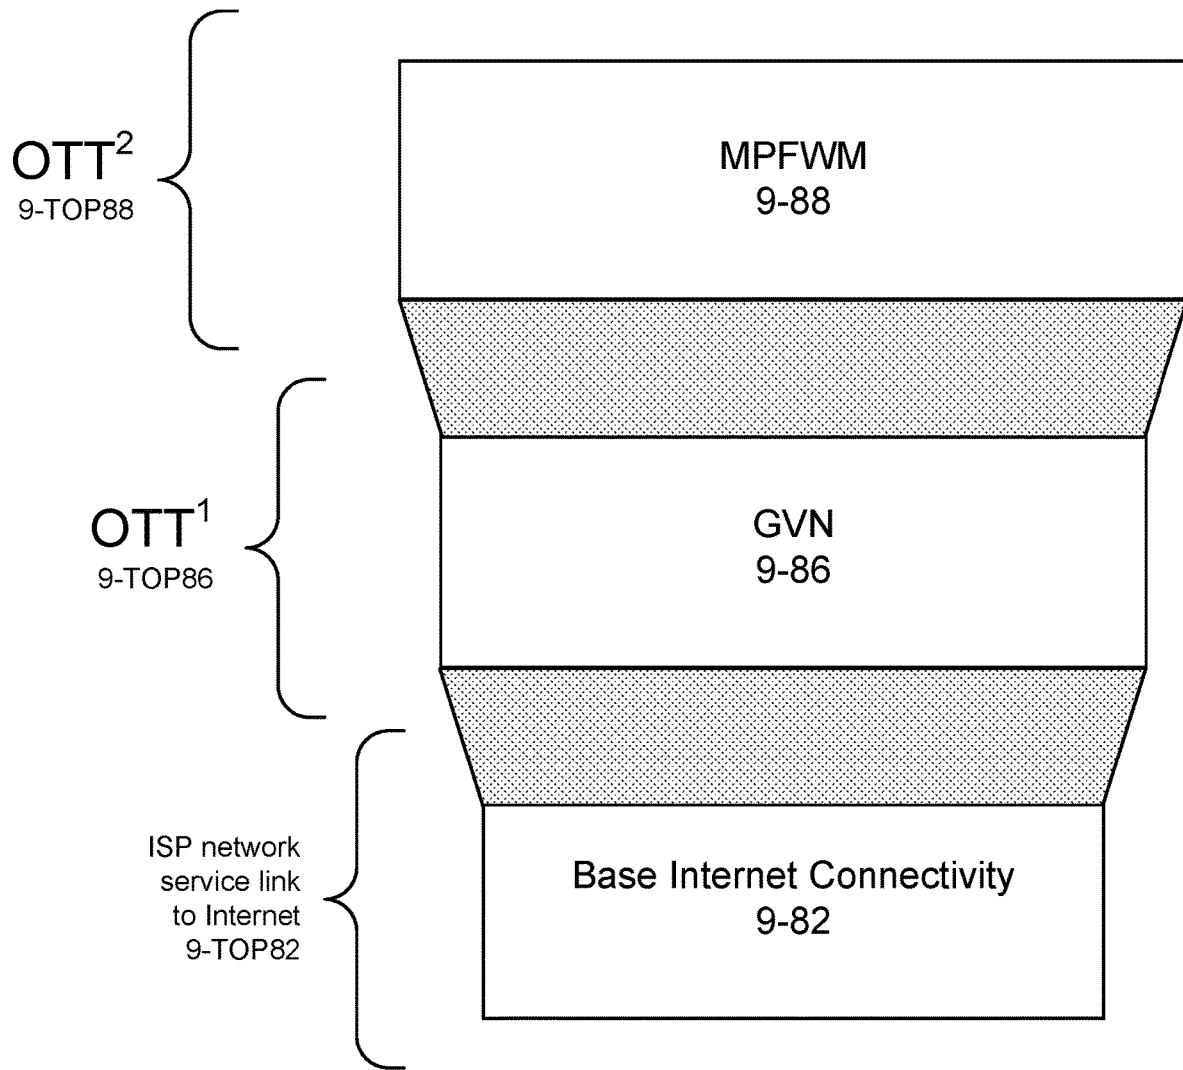 OTT²
9-TOP88
MPFWM
9-88
OTT¹
9-TOP86
GVN
9-86
ISP network
service link
to Internet
9-TOP82
Base Internet Connectivity
9-82